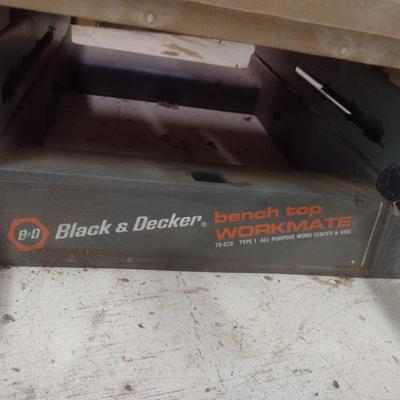 bench top
B&D Black & Decker® WORKMATE®
79-020 TYPE 1 ALL-PURPOSE WORK CENTER & VISE